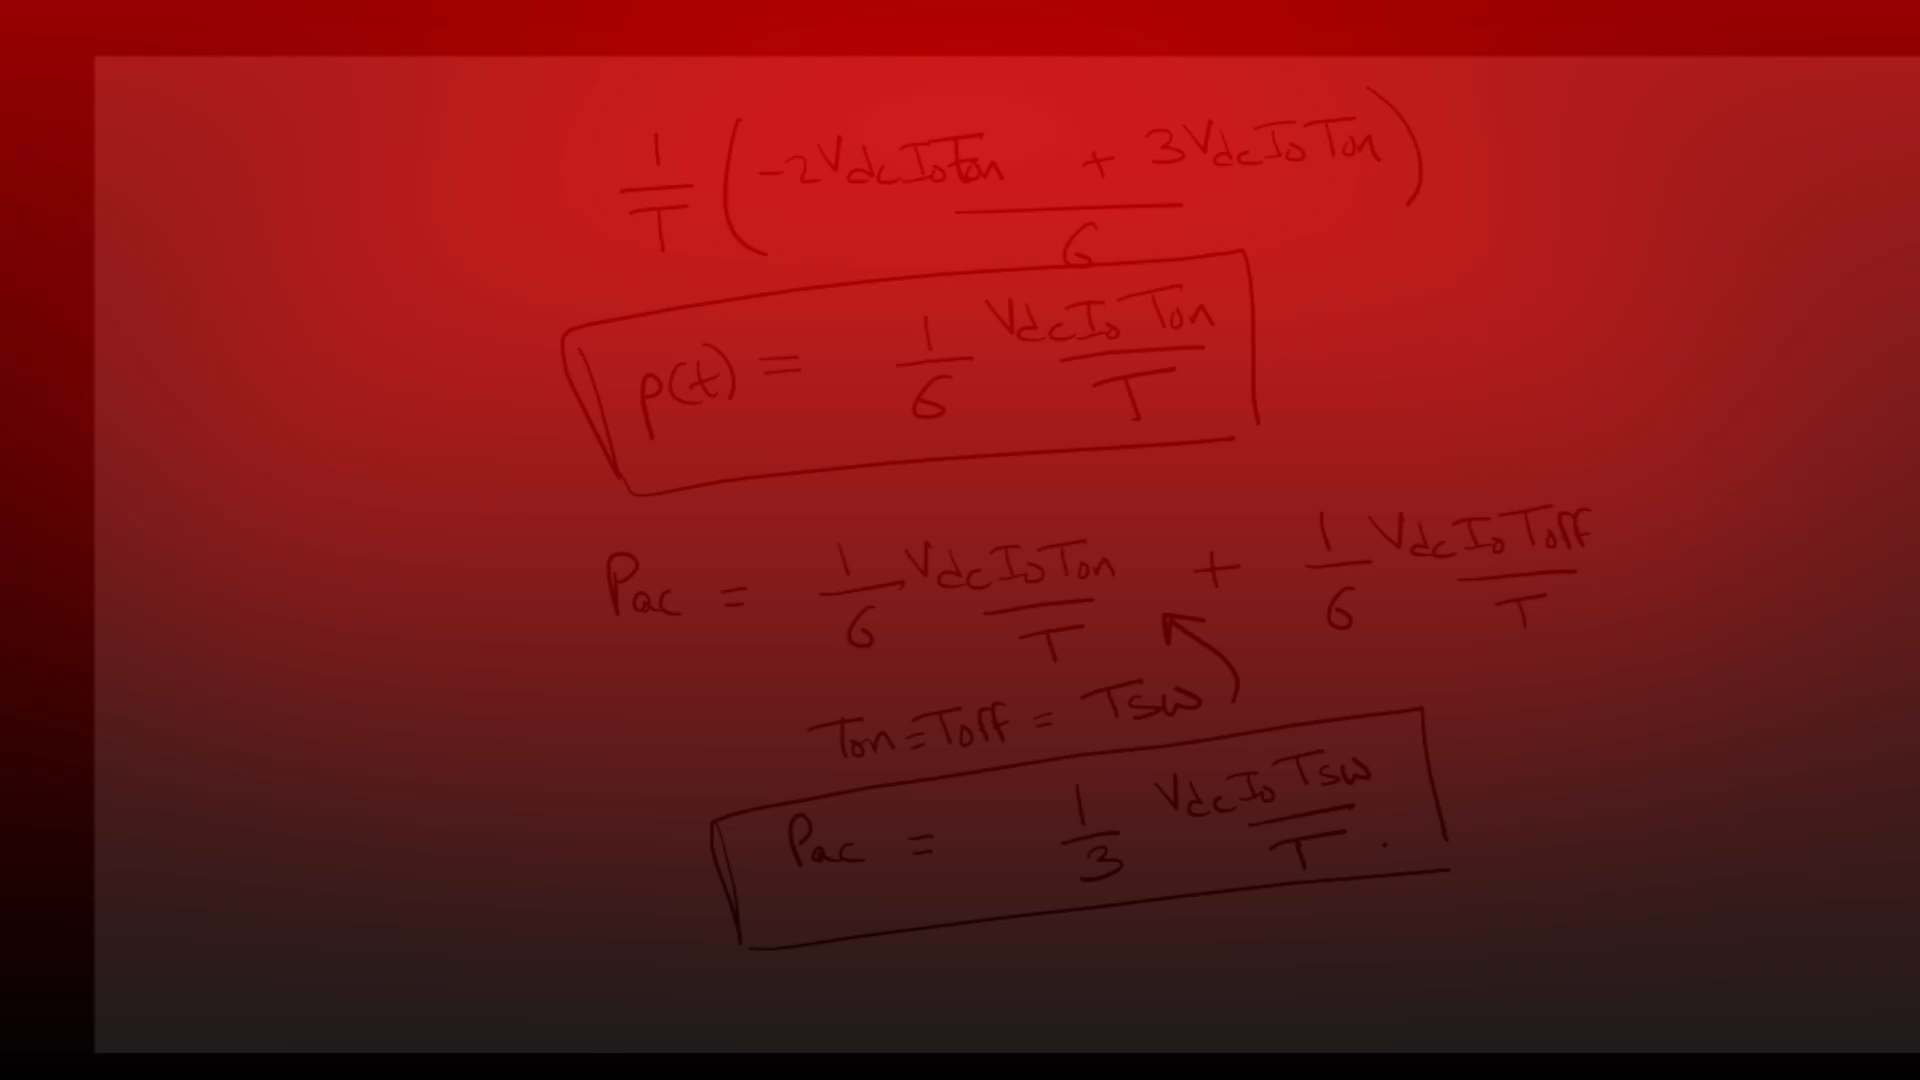 1/T ( (-2VdcIoTon + 3VdcIoTon) / 6 )
p(t) = 1/6 VdcIoTon/T
Pac = 1/6 VdcIoTon/T + 1/6 VdcIoToff/T
Ton = Toff = Tsw
Pac = 1/3 VdcIoTsw/T .